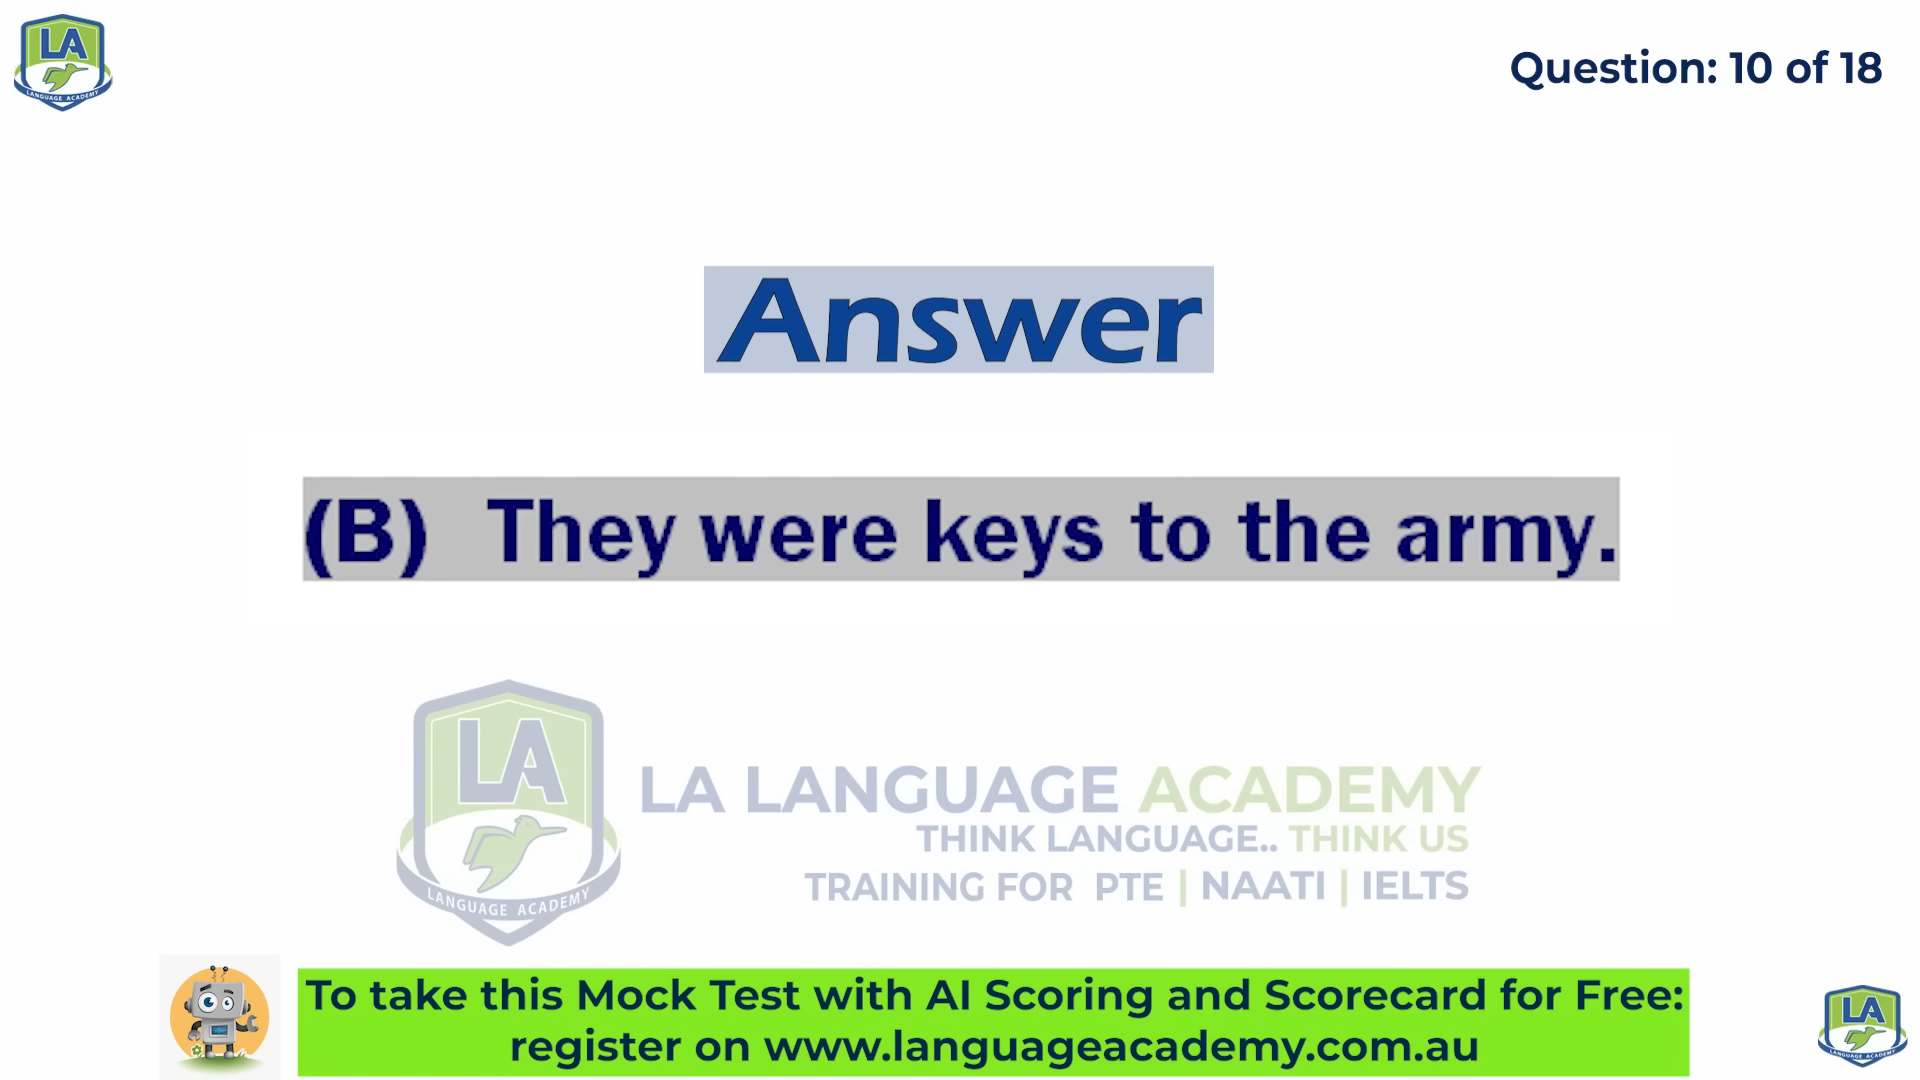 LA
LANGUAGE ACADEMY
Question: 10 of 18
Answer
(B) They were keys to the army.
LA
LANGUAGE ACADEMY
LA LANGUAGE ACADEMY
THINK LANGUAGE.. THINK US
TRAINING FOR PTE | NAATI | IELTS
To take this Mock Test with AI Scoring and Scorecard for Free:
register on www.languageacademy.com.au
LA
LANGUAGE ACADEMY